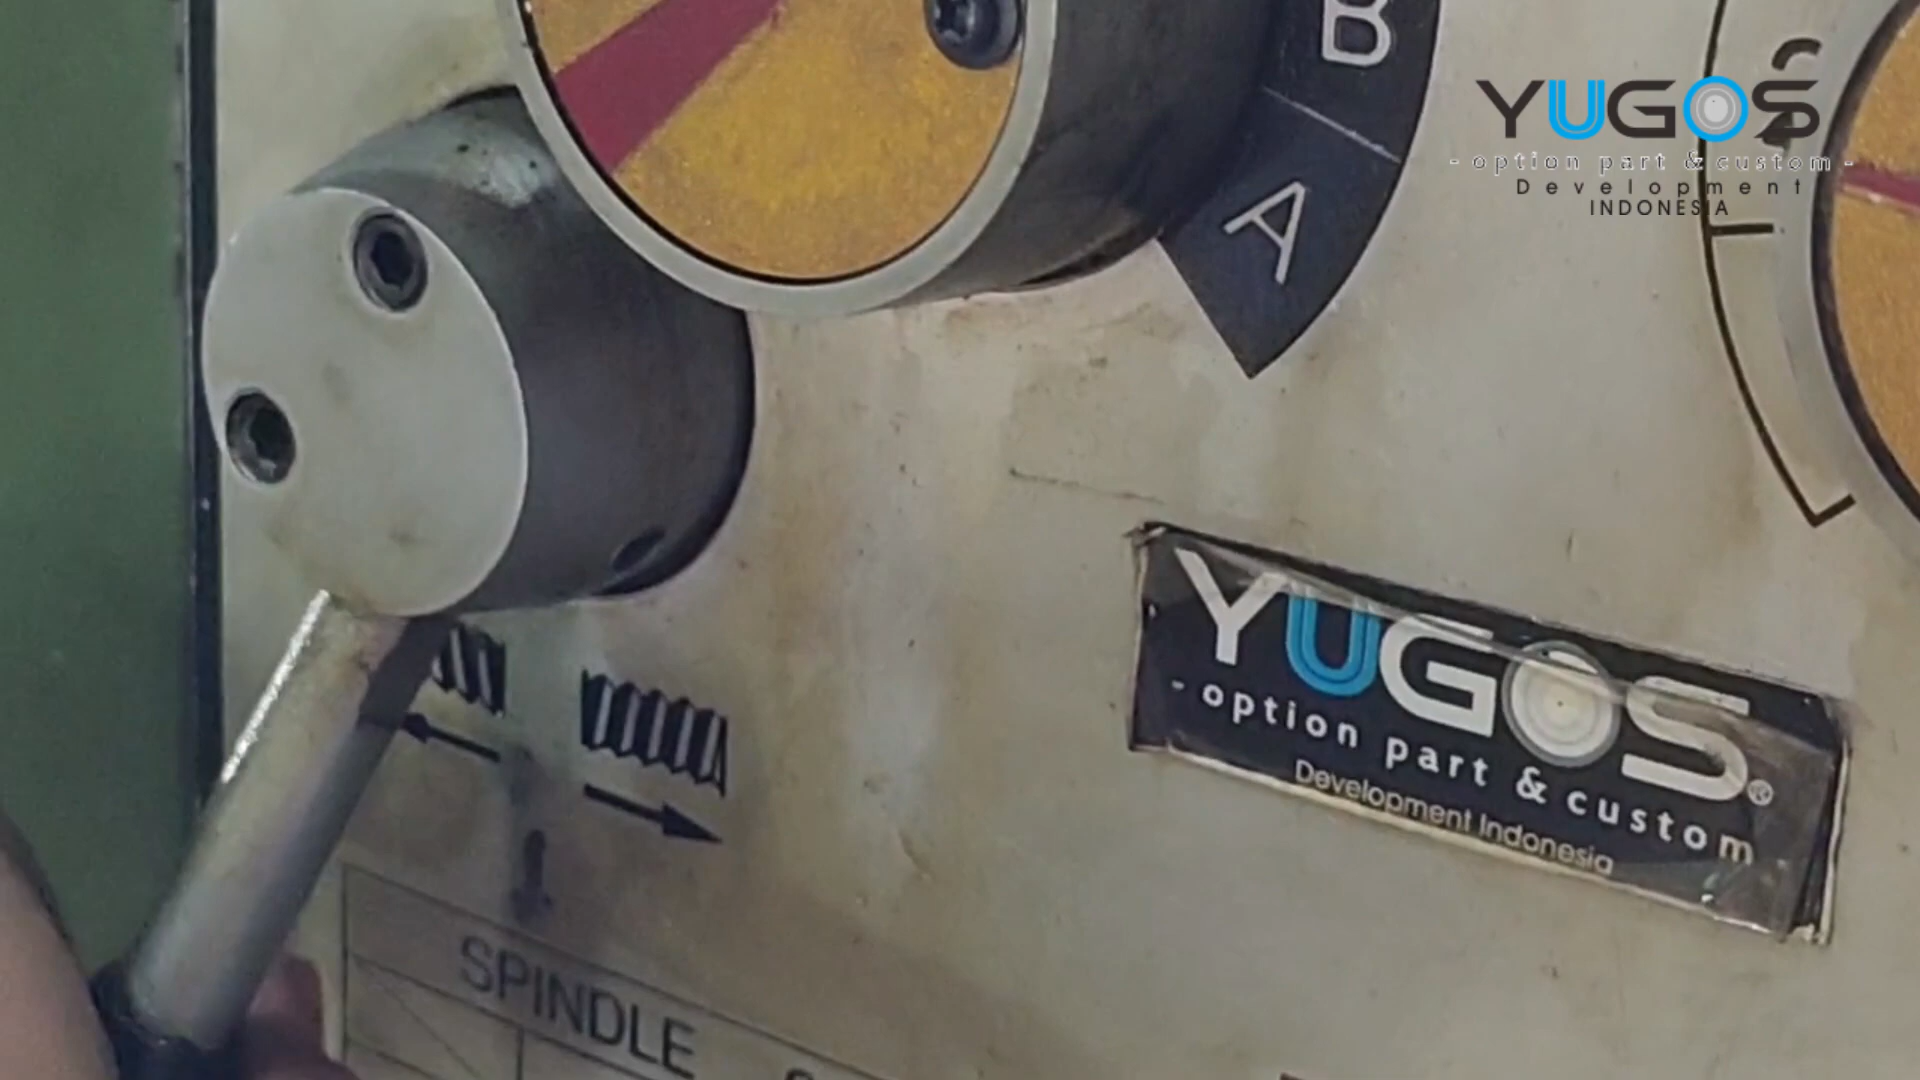 B
A
YUGOS
- option part & custom -
Development
INDONESIA
YUGOS®
- option part & custom
Development Indonesia
SPINDLE